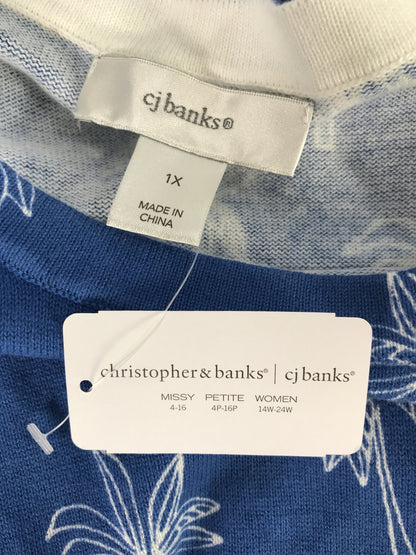 cj banks®
1X
MADE IN
CHINA
christopher & banks® | cj banks®
MISSY PETITE WOMEN
4-16 4P-16P 14W-24W